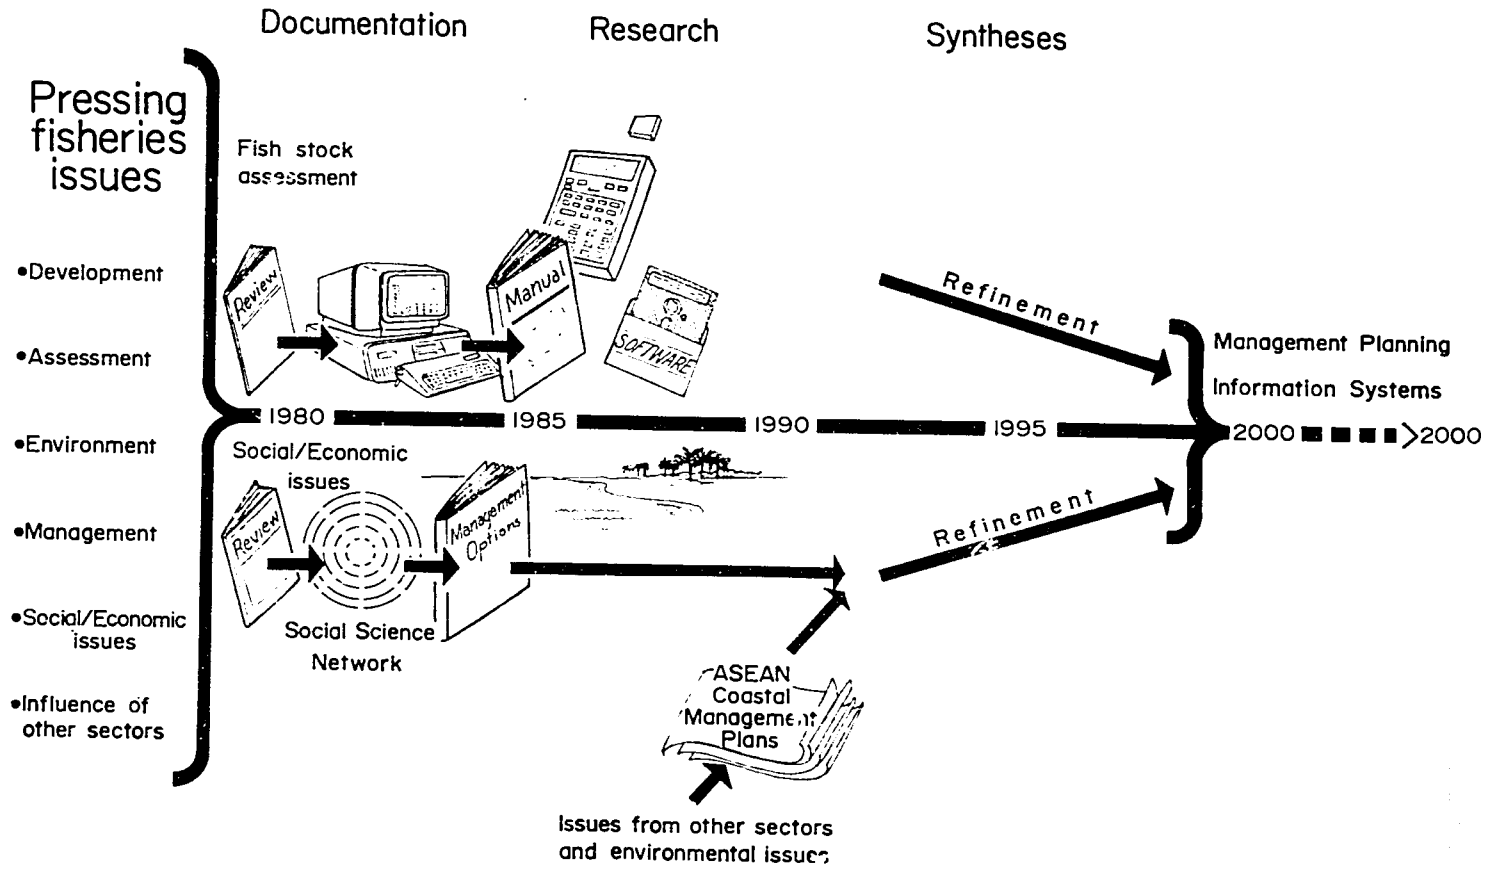 Documentation
Research
Syntheses
Pressing
fisheries
issues
•Development
•Assessment
•Environment
•Management
•Social/Economic
issues
•Influence of
other sectors
Fish stock
assessment
Review
Manual
SOFTWARE
1980
1985
1990
1995
2000
>2000
Social/Economic
issues
Review
Management
Options
Social Science
Network
ASEAN
Coastal
Management
Plans
Issues from other sectors
and environmental issues
Refinement
Refinement
Management Planning
Information Systems